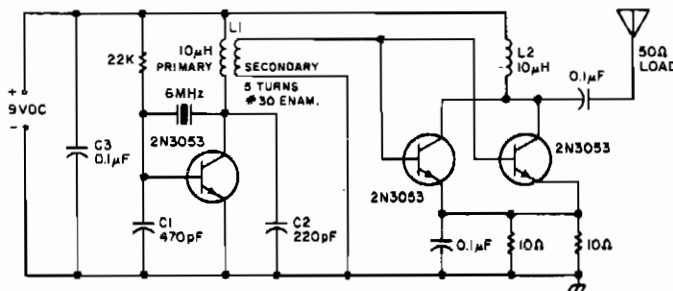 L1
22K
10µH
PRIMARY
SECONDARY
5 TURNS
#30 ENAM.
6MHz
2N3053
+
9VDC
-
C3
0.1µF
C1
470pF
C2
220pF
L2
10µH
0.1µF
50Ω
LOAD
2N3053
2N3053
0.1µF
10Ω
10Ω